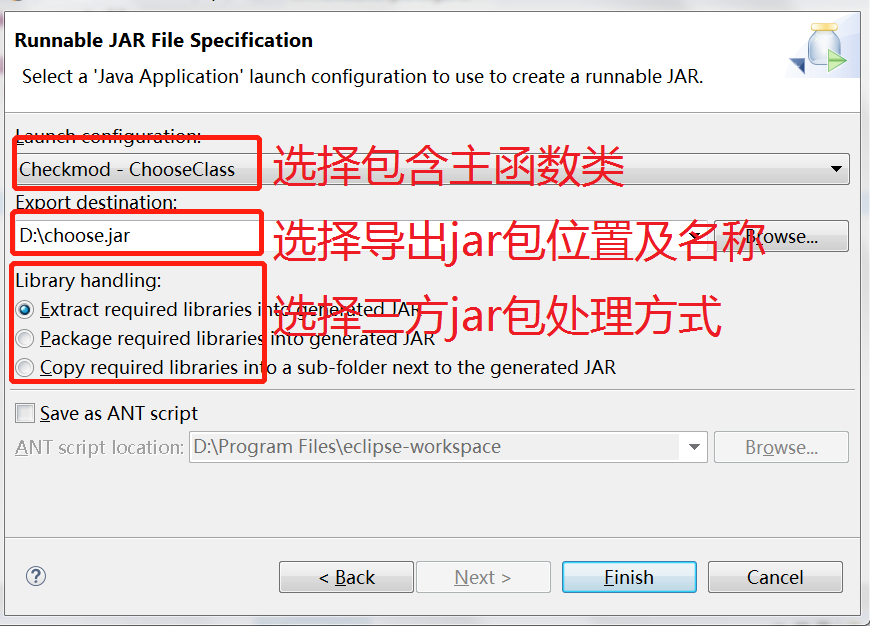 Runnable JAR File Specification
Select a 'Java Application' launch configuration to use to create a runnable JAR.
Launch configuration:
Checkmod - ChooseClass
选择包含主函数类
Export destination:
D:\choose.jar
选择导出jar包位置及名称
Browse...
Library handling:
Extract required libraries into generated JAR
选择三方jar包处理方式
Package required libraries into generated JAR
Copy required libraries into a sub-folder next to the generated JAR
Save as ANT script
ANT script location:
D:\Program Files\eclipse-workspace
Browse...
?
< Back
Next >
Finish
Cancel